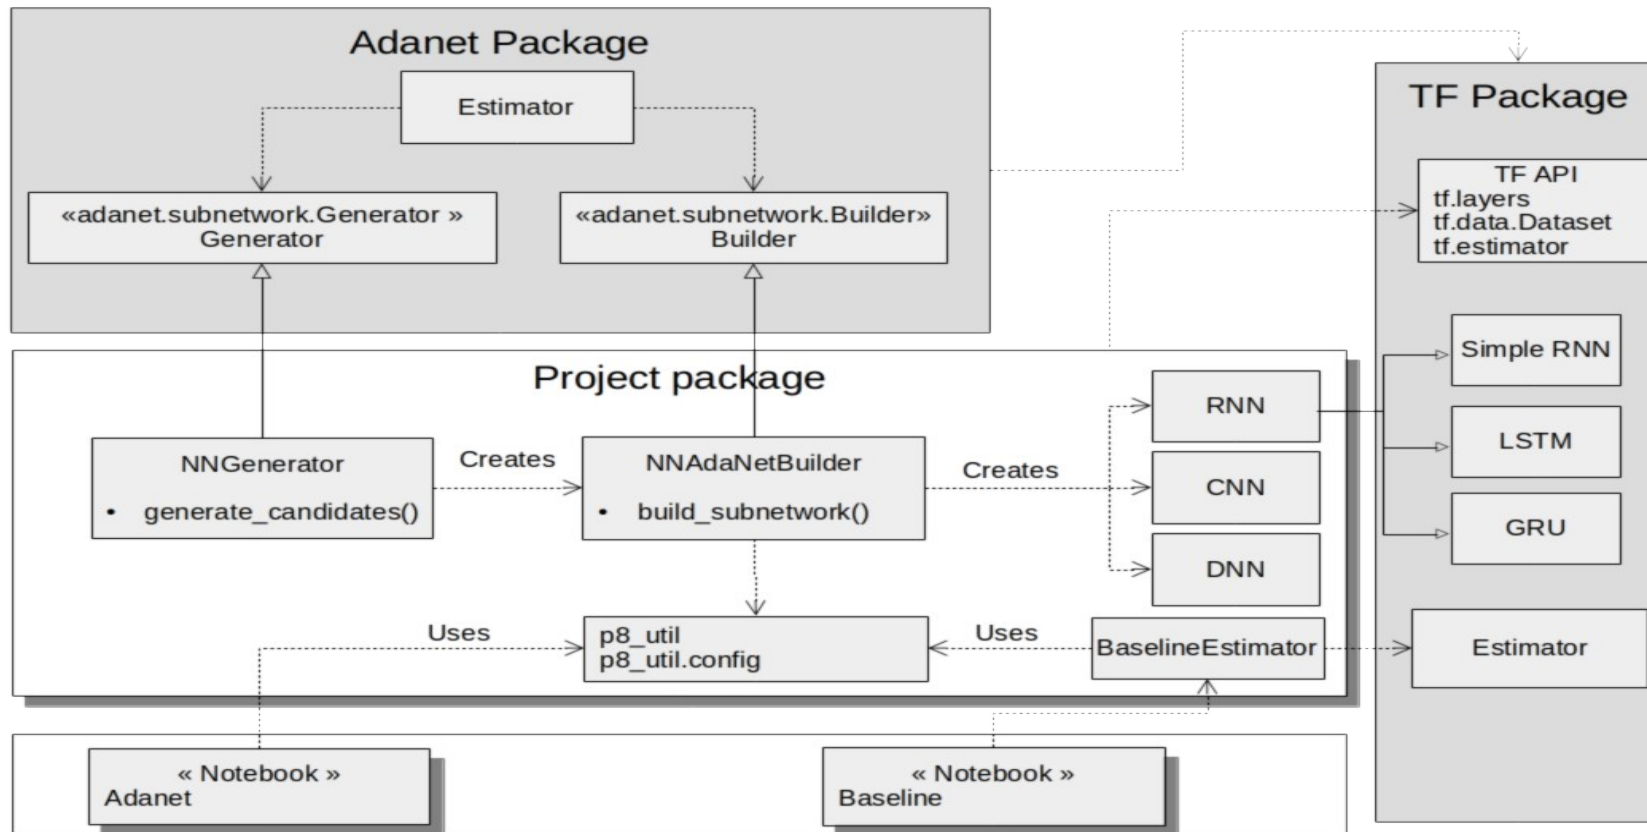 Adanet Package
Estimator
«adanet.subnetwork.Generator »
Generator
«adanet.subnetwork.Builder»
Builder
TF Package
TF API
tf.layers
tf.data.Dataset
tf.estimator
Simple RNN
LSTM
GRU
Estimator
Project package
NNGenerator
• generate_candidates()
Creates
NNAdaNetBuilder
• build_subnetwork()
Creates
RNN
CNN
DNN
Uses
p8_util
p8_util.config
Uses
BaselineEstimator
« Notebook »
Adanet
« Notebook »
Baseline